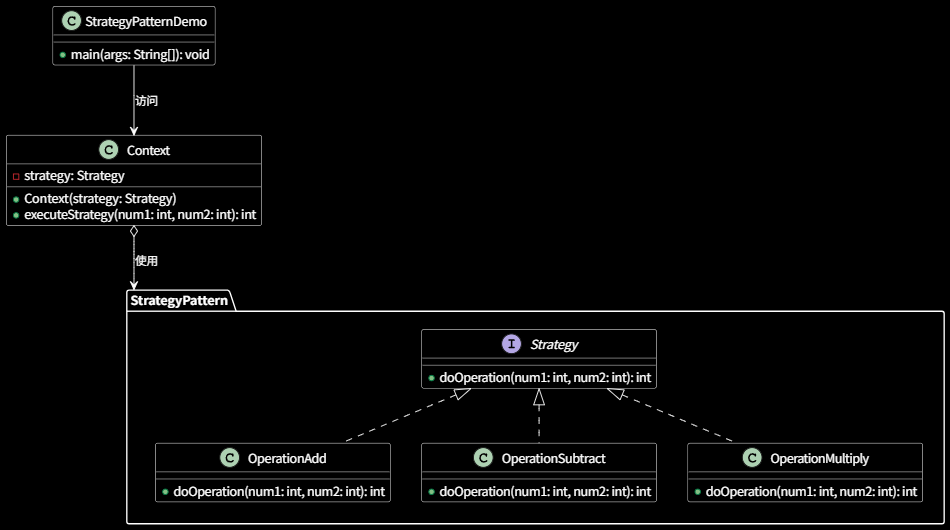 C StrategyPatternDemo
main(args: String[]): void
访问
C Context
strategy: Strategy
Context(strategy: Strategy)
executeStrategy(num1: int, num2: int): int
使用
StrategyPattern
I Strategy
doOperation(num1: int, num2: int): int
C OperationAdd
doOperation(num1: int, num2: int): int
C OperationSubtract
doOperation(num1: int, num2: int): int
C OperationMultiply
doOperation(num1: int, num2: int): int